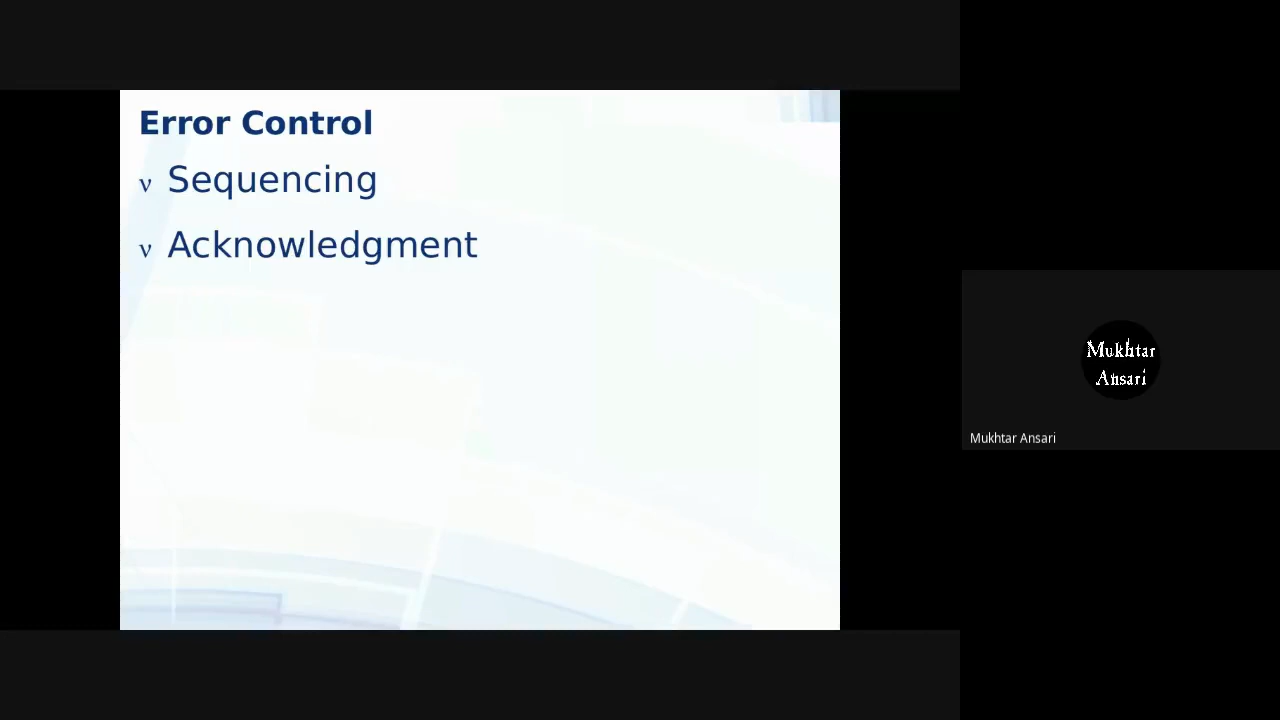 Error Control
ν Sequencing
ν Acknowledgment
Mukhtar
Ansari
Mukhtar Ansari